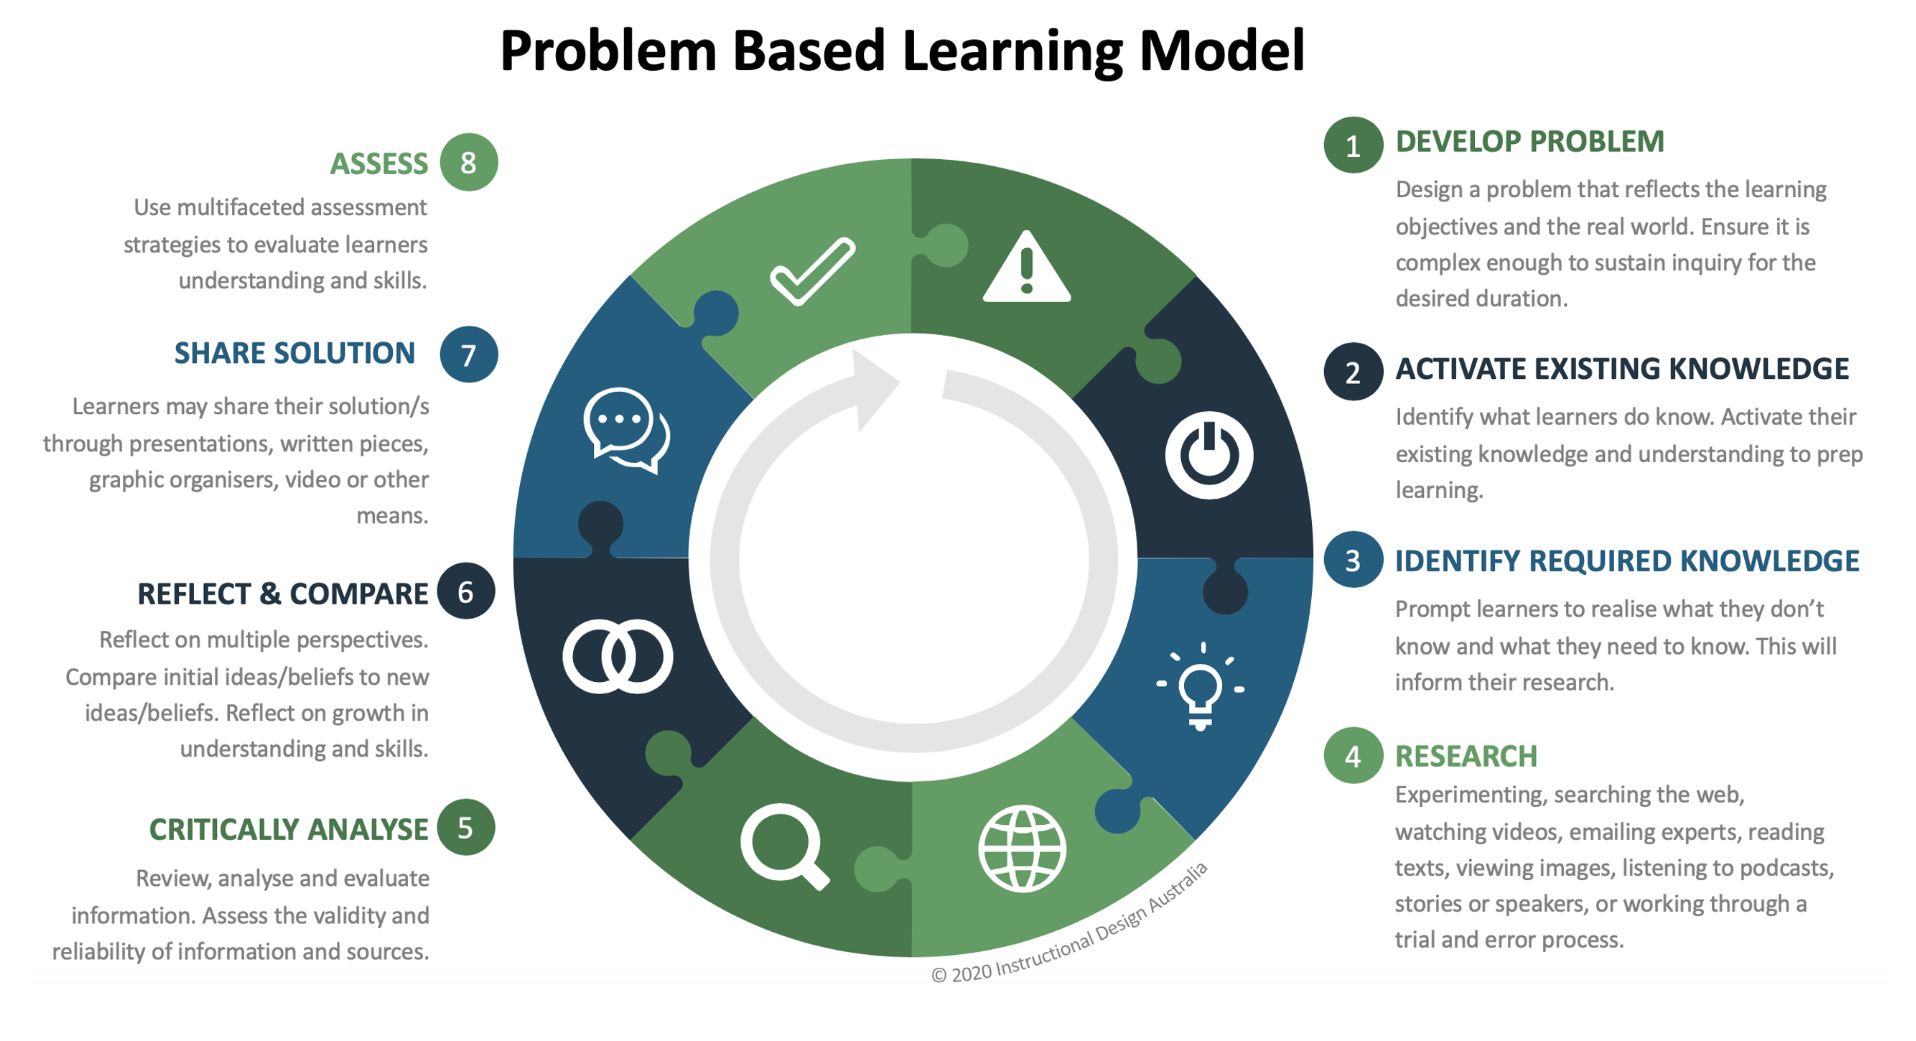 Problem Based Learning Model
1
DEVELOP PROBLEM
Design a problem that reflects the learning
objectives and the real world. Ensure it is
complex enough to sustain inquiry for the
desired duration.
2
ACTIVATE EXISTING KNOWLEDGE
Identify what learners do know. Activate their
existing knowledge and understanding to prep
learning.
3
IDENTIFY REQUIRED KNOWLEDGE
Prompt learners to realise what they don’t
know and what they need to know. This will
inform their research.
4
RESEARCH
Experimenting, searching the web,
watching videos, emailing experts, reading
texts, viewing images, listening to podcasts,
stories or speakers, or working through a
trial and error process.
CRITICALLY ANALYSE
5
Review, analyse and evaluate
information. Assess the validity and
reliability of information and sources.
REFLECT & COMPARE
6
Reflect on multiple perspectives.
Compare initial ideas/beliefs to new
ideas/beliefs. Reflect on growth in
understanding and skills.
SHARE SOLUTION
7
Learners may share their solution/s
through presentations, written pieces,
graphic organisers, video or other
means.
ASSESS
8
Use multifaceted assessment
strategies to evaluate learners
understanding and skills.
© 2020 Instructional Design Australia